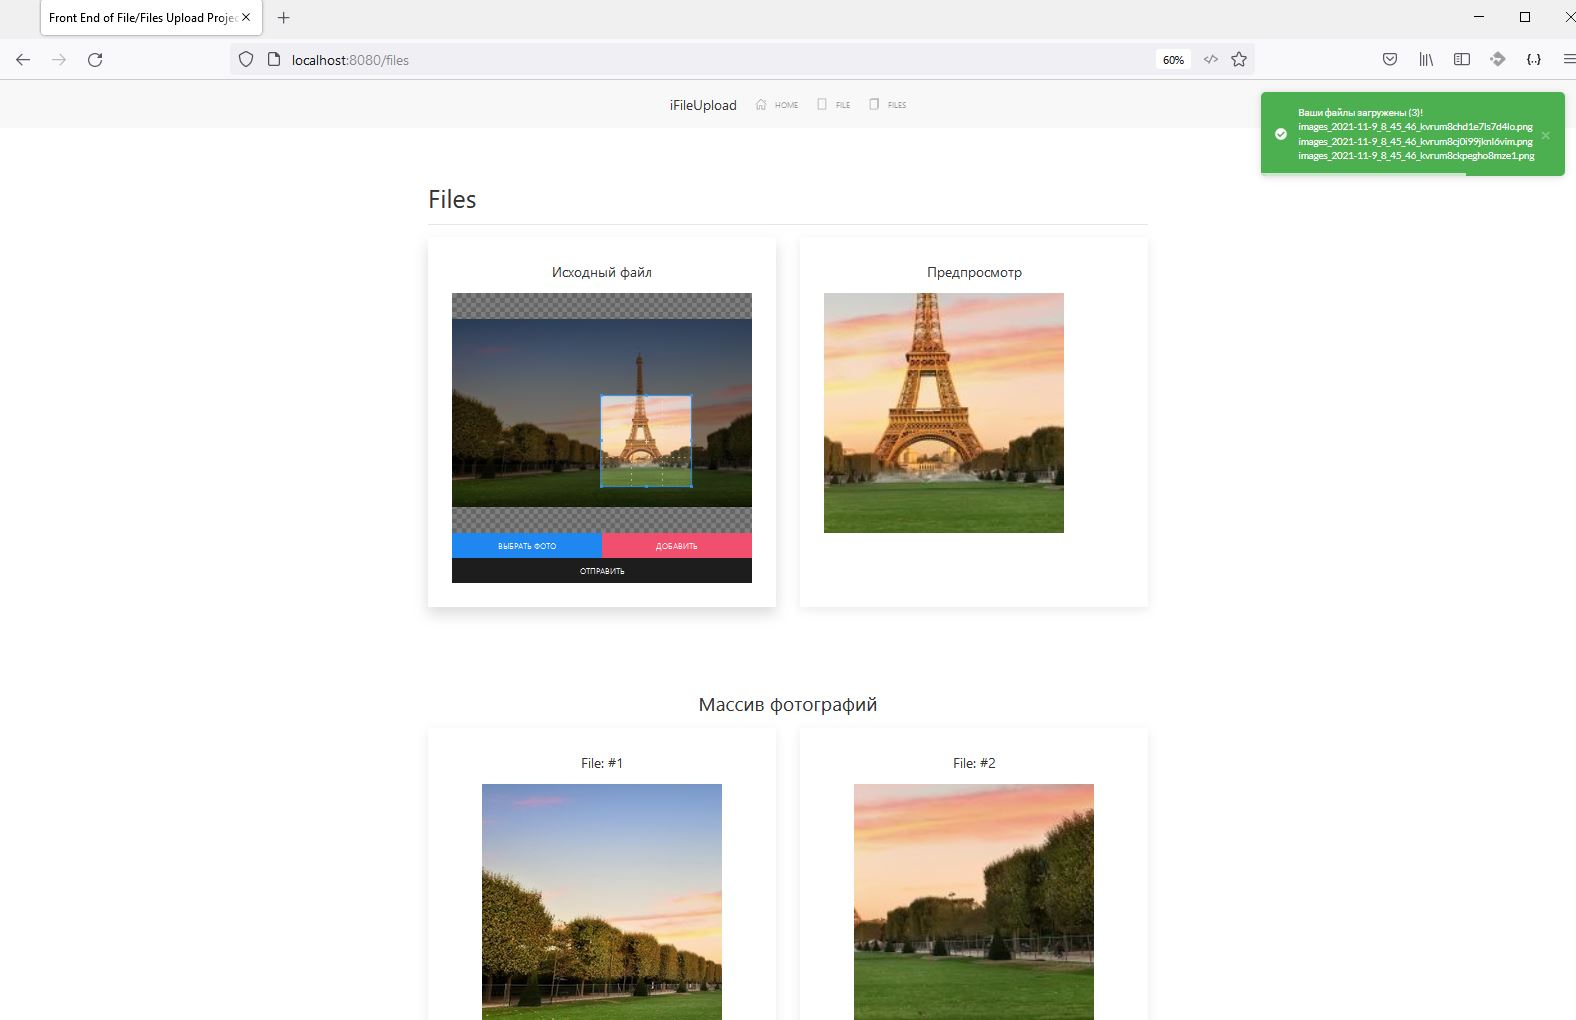 Front End of File/Files Upload Projec
localhost:8080/files
60%
iFileUpload
HOME
FILE
FILES
Ваши файлы загружены (3)!
images_2021-11-9_8_45_46_kvrum8chd1e7ls7d4lo.png
images_2021-11-9_8_45_46_kvrum8cj0i99jknl6vim.png
images_2021-11-9_8_45_46_kvrum8ckpegho8mze1.png
Files
Исходный файл
Предпросмотр
ВЫБРАТЬ ФОТО
ДОБАВИТЬ
ОТПРАВИТЬ
Массив фотографий
File: #1
File: #2